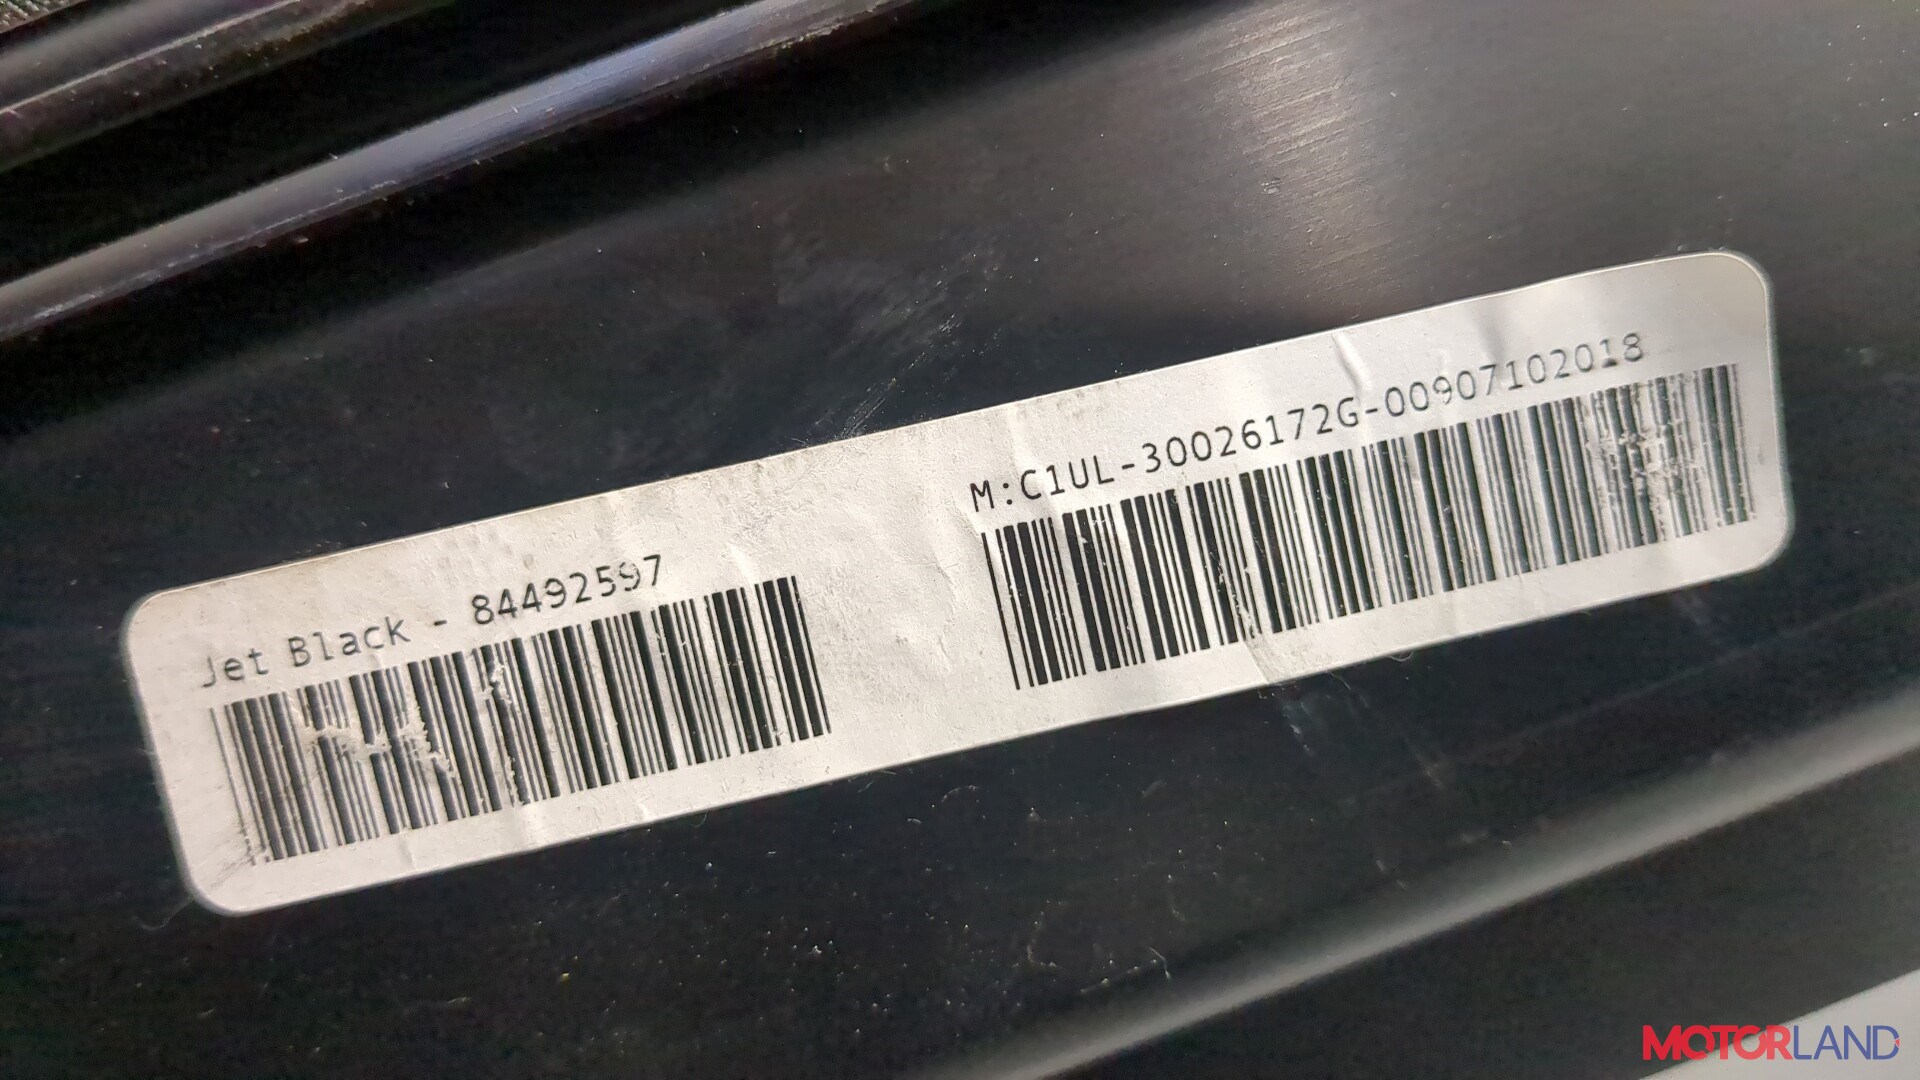 Jet Black - 84492597
M:C1UL-30026172G-00907102018
MOTORLAND